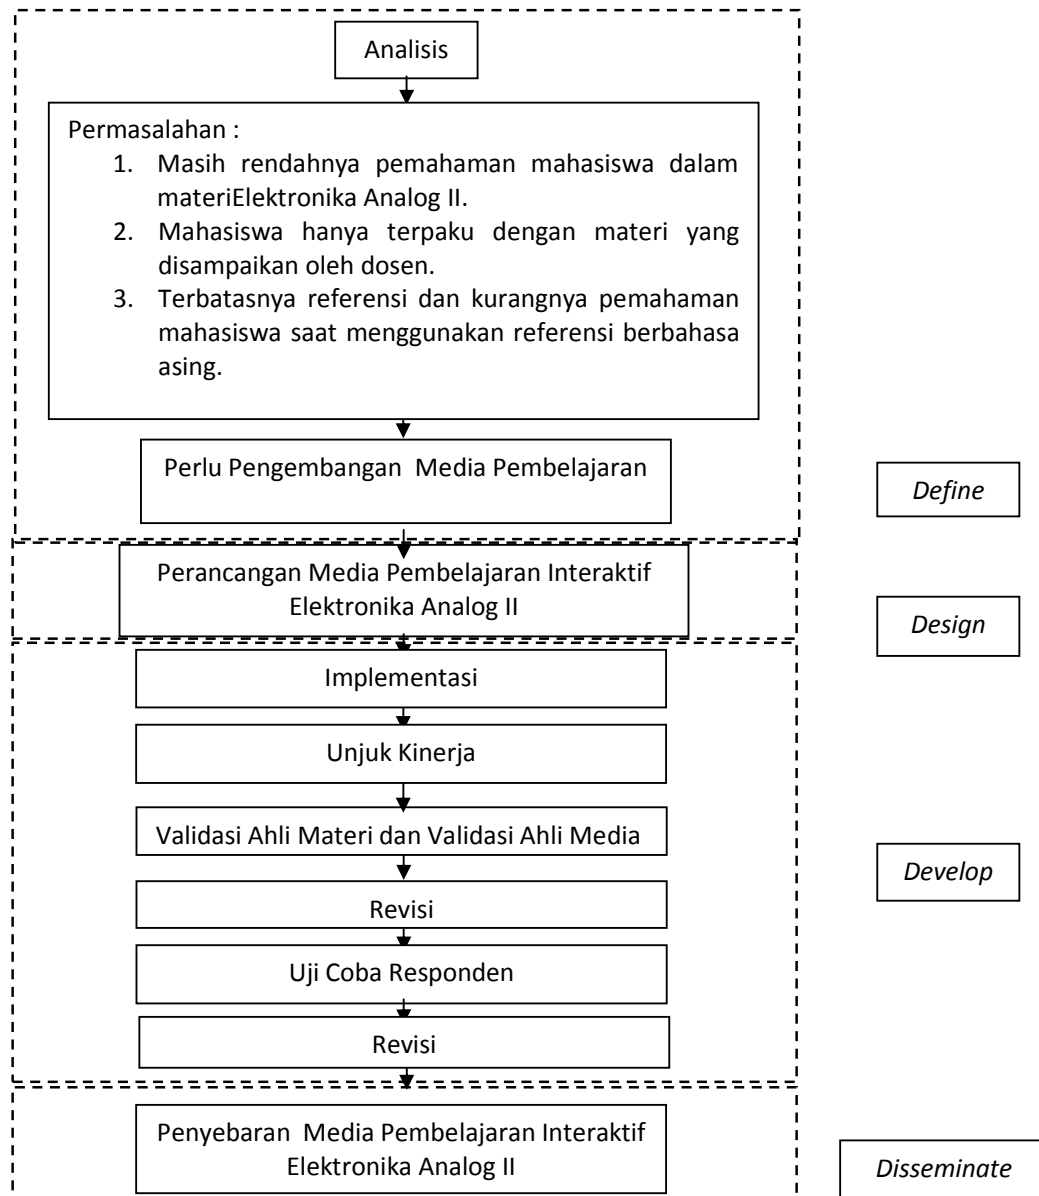 Analisis
Permasalahan :
1. Masih rendahnya pemahaman mahasiswa dalam
materiElektronika Analog II.
2. Mahasiswa hanya terpaku dengan materi yang
disampaikan oleh dosen.
3. Terbatasnya referensi dan kurangnya pemahaman
mahasiswa saat menggunakan referensi berbahasa
asing.
Perlu Pengembangan  Media Pembelajaran
Define
Perancangan Media Pembelajaran Interaktif
Elektronika Analog II
Design
Implementasi
Unjuk Kinerja
Validasi Ahli Materi dan Validasi Ahli Media
Develop
Revisi
Uji Coba Responden
Revisi
Penyebaran  Media Pembelajaran Interaktif
Elektronika Analog II
Disseminate